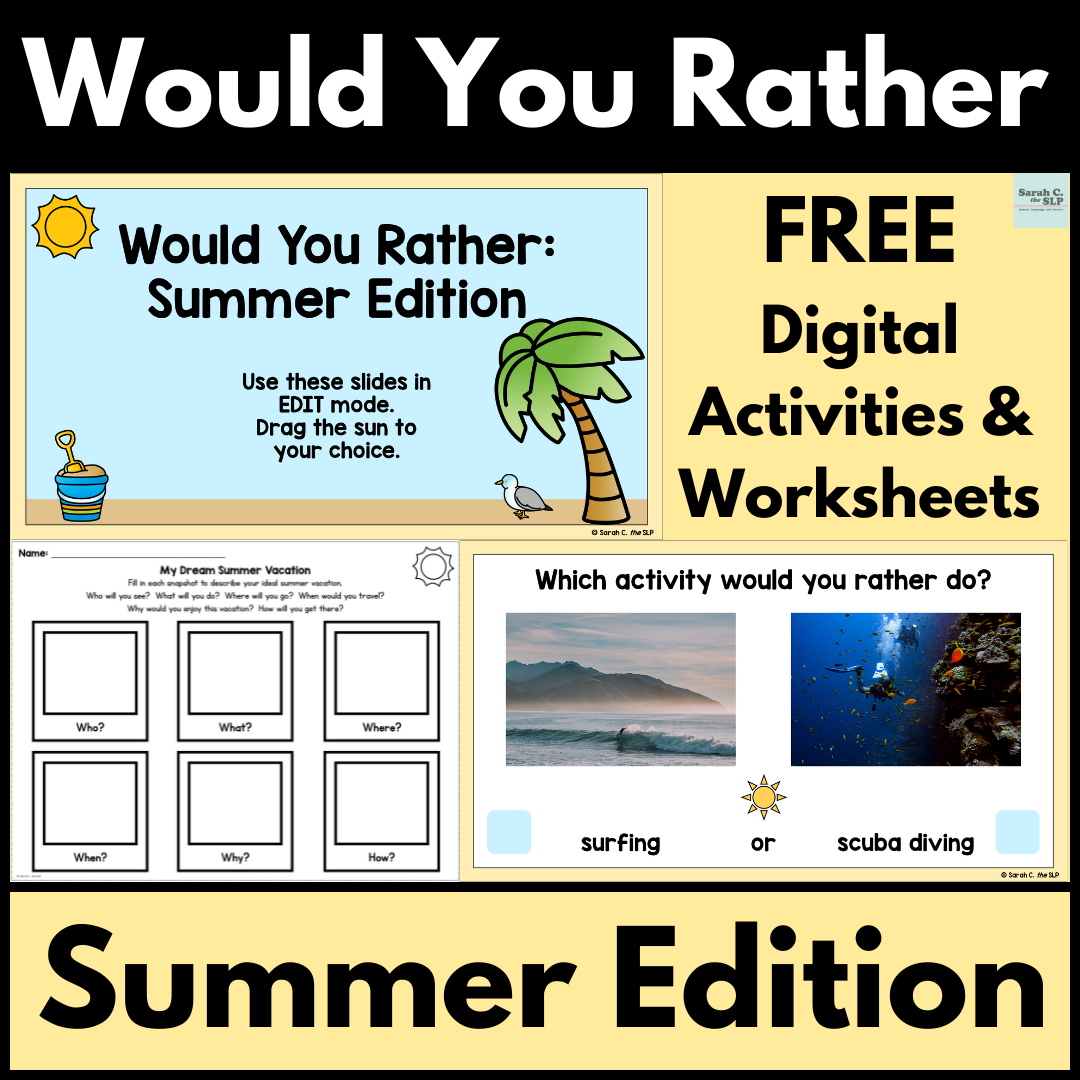 Would You Rather
Would You Rather:
Summer Edition
Use these slides in
EDIT mode.
Drag the sun to
your choice.
© Sarah C. the SLP
Sarah C.
the SLP
FREE
Digital
Activities &
Worksheets
Name:
My Dream Summer Vacation
Fill in each snapshot to describe your ideal summer vacation.
Who will you see? What will you do? Where will you go? When would you travel?
Why would you enjoy this vacation? How will you get there?
Who?
What?
Where?
When?
Why?
How?
Which activity would you rather do?
surfing
or
scuba diving
© Sarah C. the SLP
Summer Edition